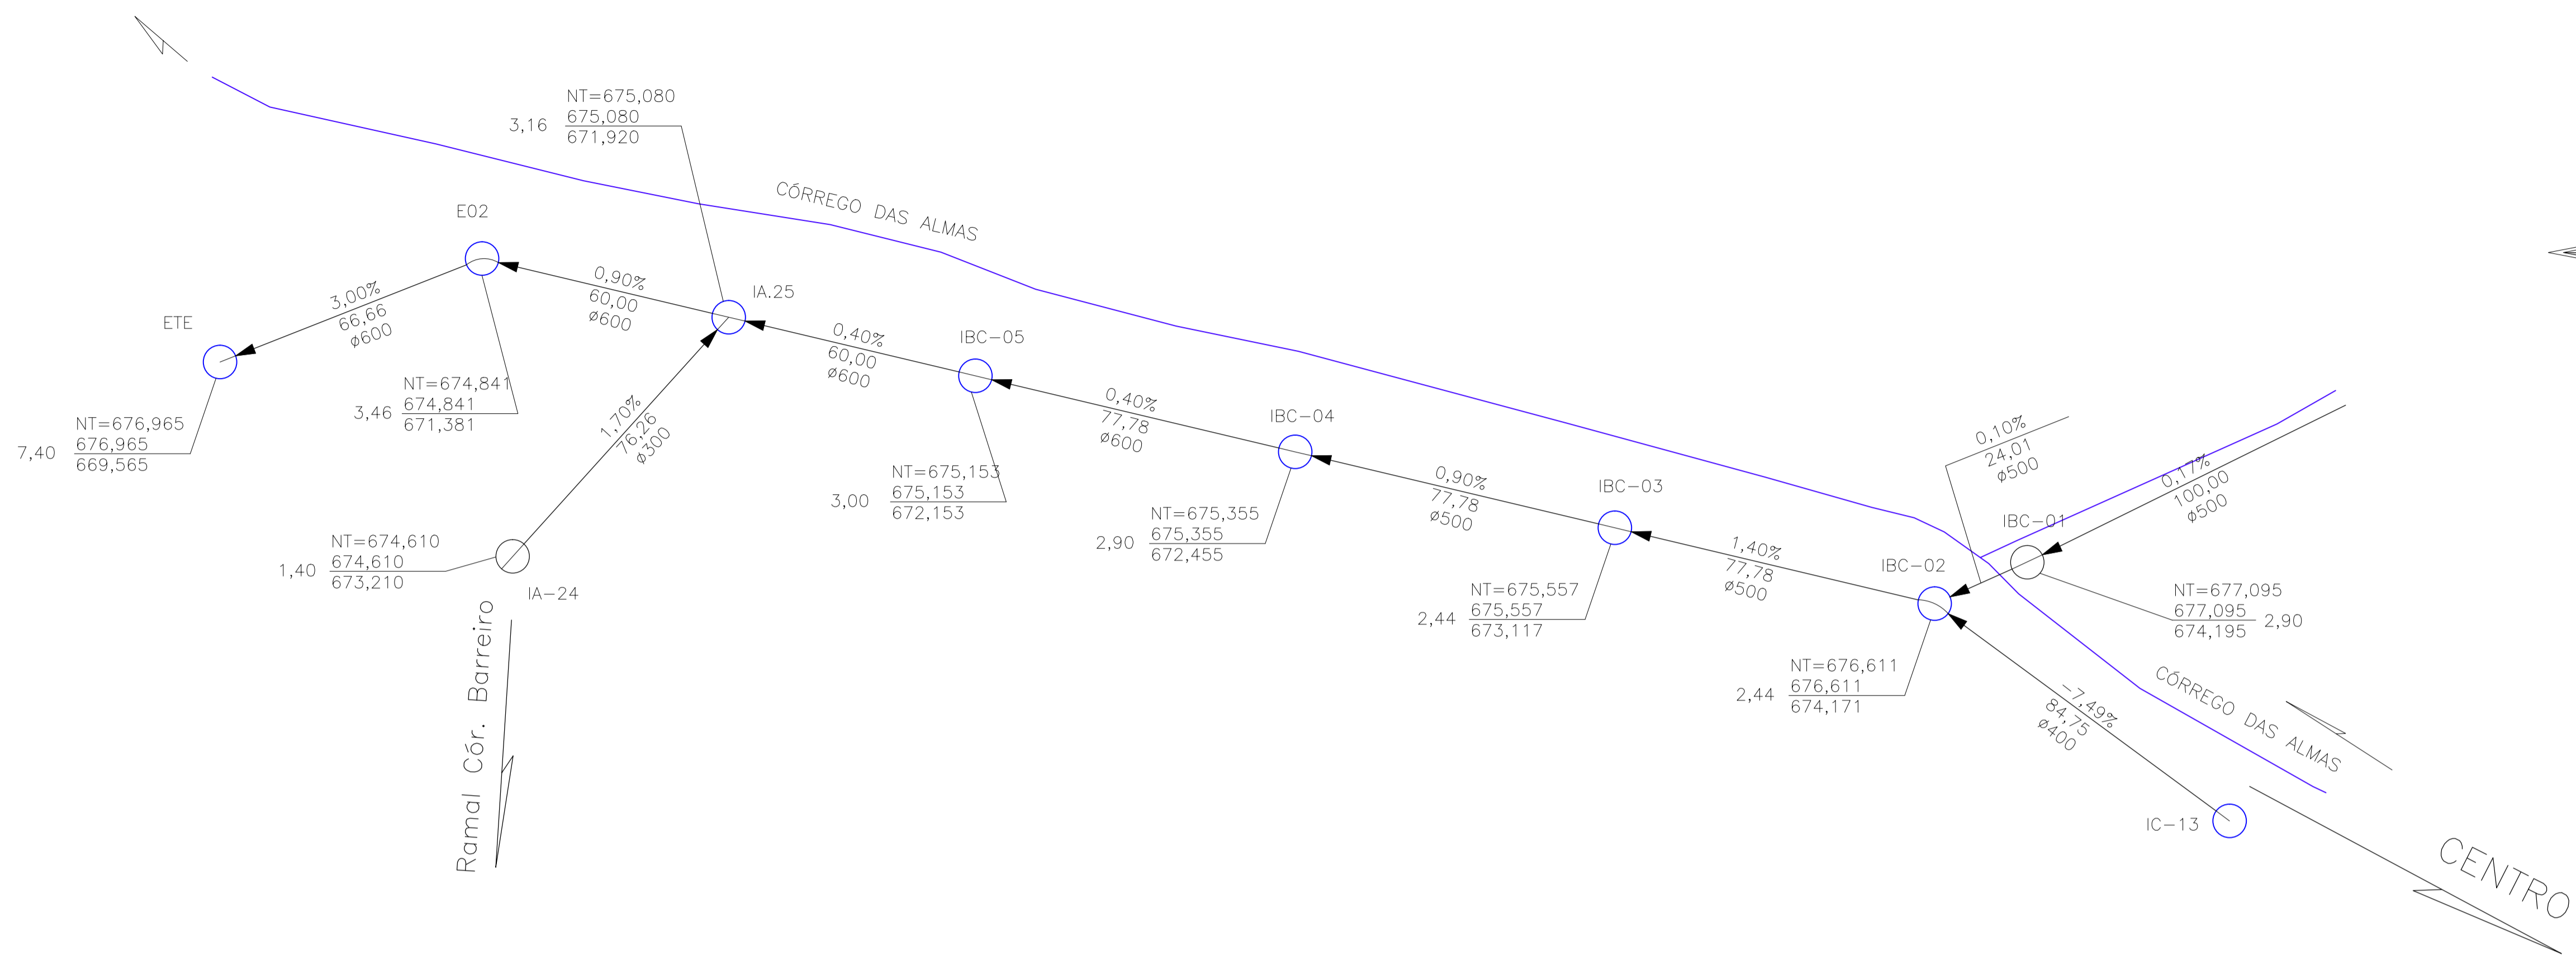 NT=675,080
675,080
3,16
671,920
CÓRREGO DAS ALMAS
E02
0,90%
60,00
ø600
IA.25
3,00%
66,66
ø600
ETE
0,40%
60,00
ø600
IBC-05
NT=674,841
674,841
3,46
671,381
NT=676,965
676,965
7,40
669,565
1,70%
76,26
ø300
0,40%
77,78
ø600
IBC-04
NT=675,153
675,153
3,00
672,153
0,90%
77,78
ø500
IBC-03
0,10%
24,01
ø500
0,17%
100,00
ø500
IBC-01
NT=675,355
675,355
2,90
672,455
NT=674,610
674,610
1,40
673,210
IA-24
1,40%
77,78
ø500
IBC-02
NT=675,557
675,557
2,44
673,117
NT=677,095
677,095
2,90
674,195
NT=676,611
676,611
2,44
674,171
Ramal Cór. Barreiro
CÓRREGO DAS ALMAS
-7,49%
84,75
ø400
IC-13
CENTRO